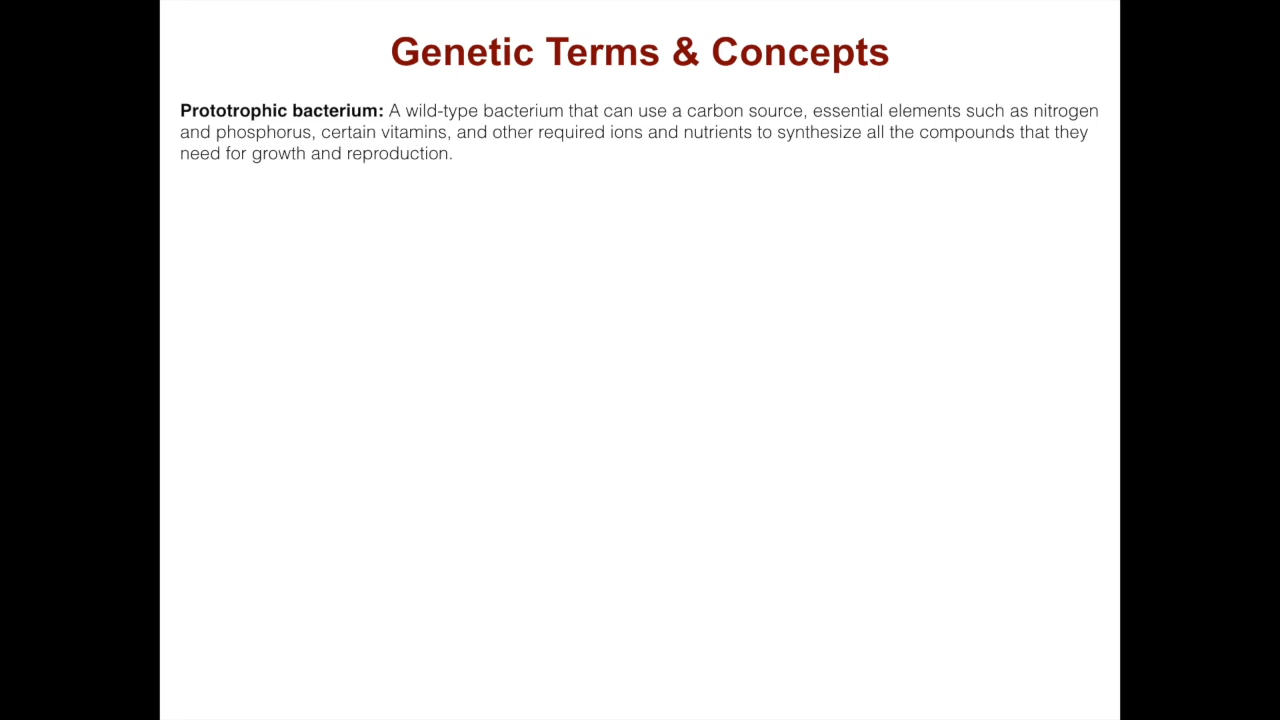 Genetic Terms & Concepts
Prototrophic bacterium: A wild-type bacterium that can use a carbon source, essential elements such as nitrogen
and phosphorus, certain vitamins, and other required ions and nutrients to synthesize all the compounds that they
need for growth and reproduction.